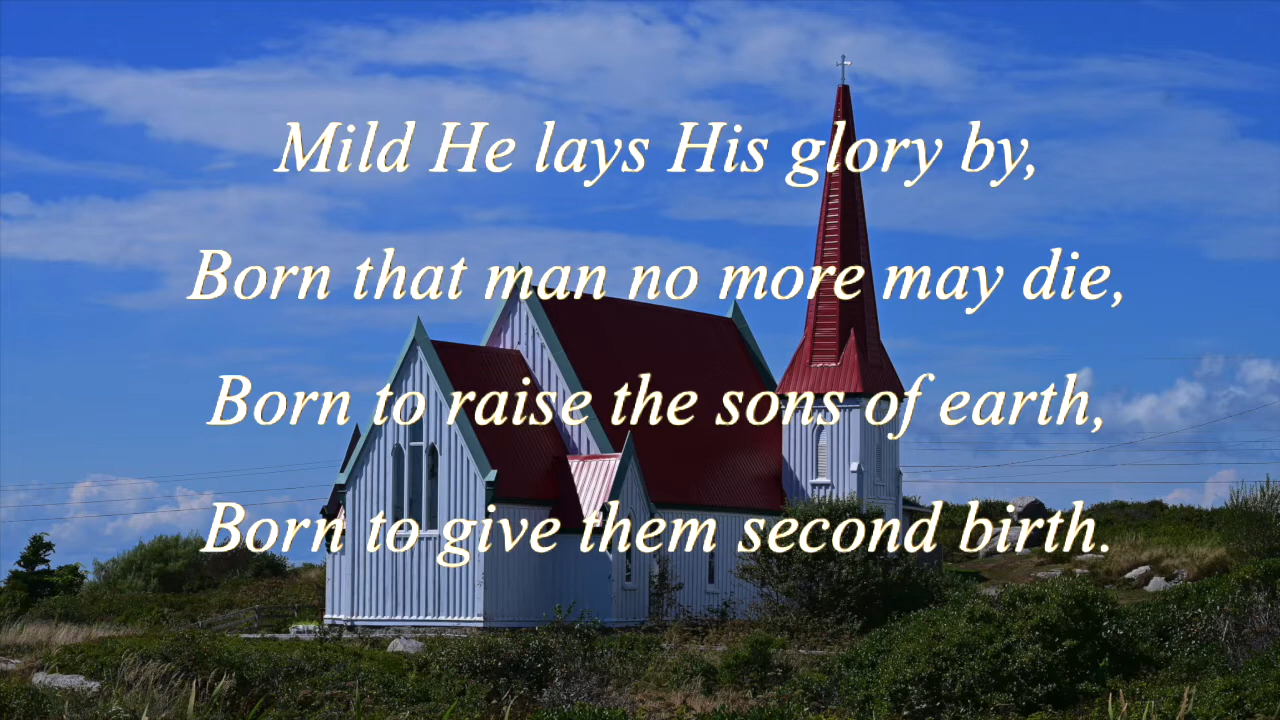 Mild He lays His glory by,
Born that man no more may die,
Born to raise the sons of earth,
Born to give them second birth.